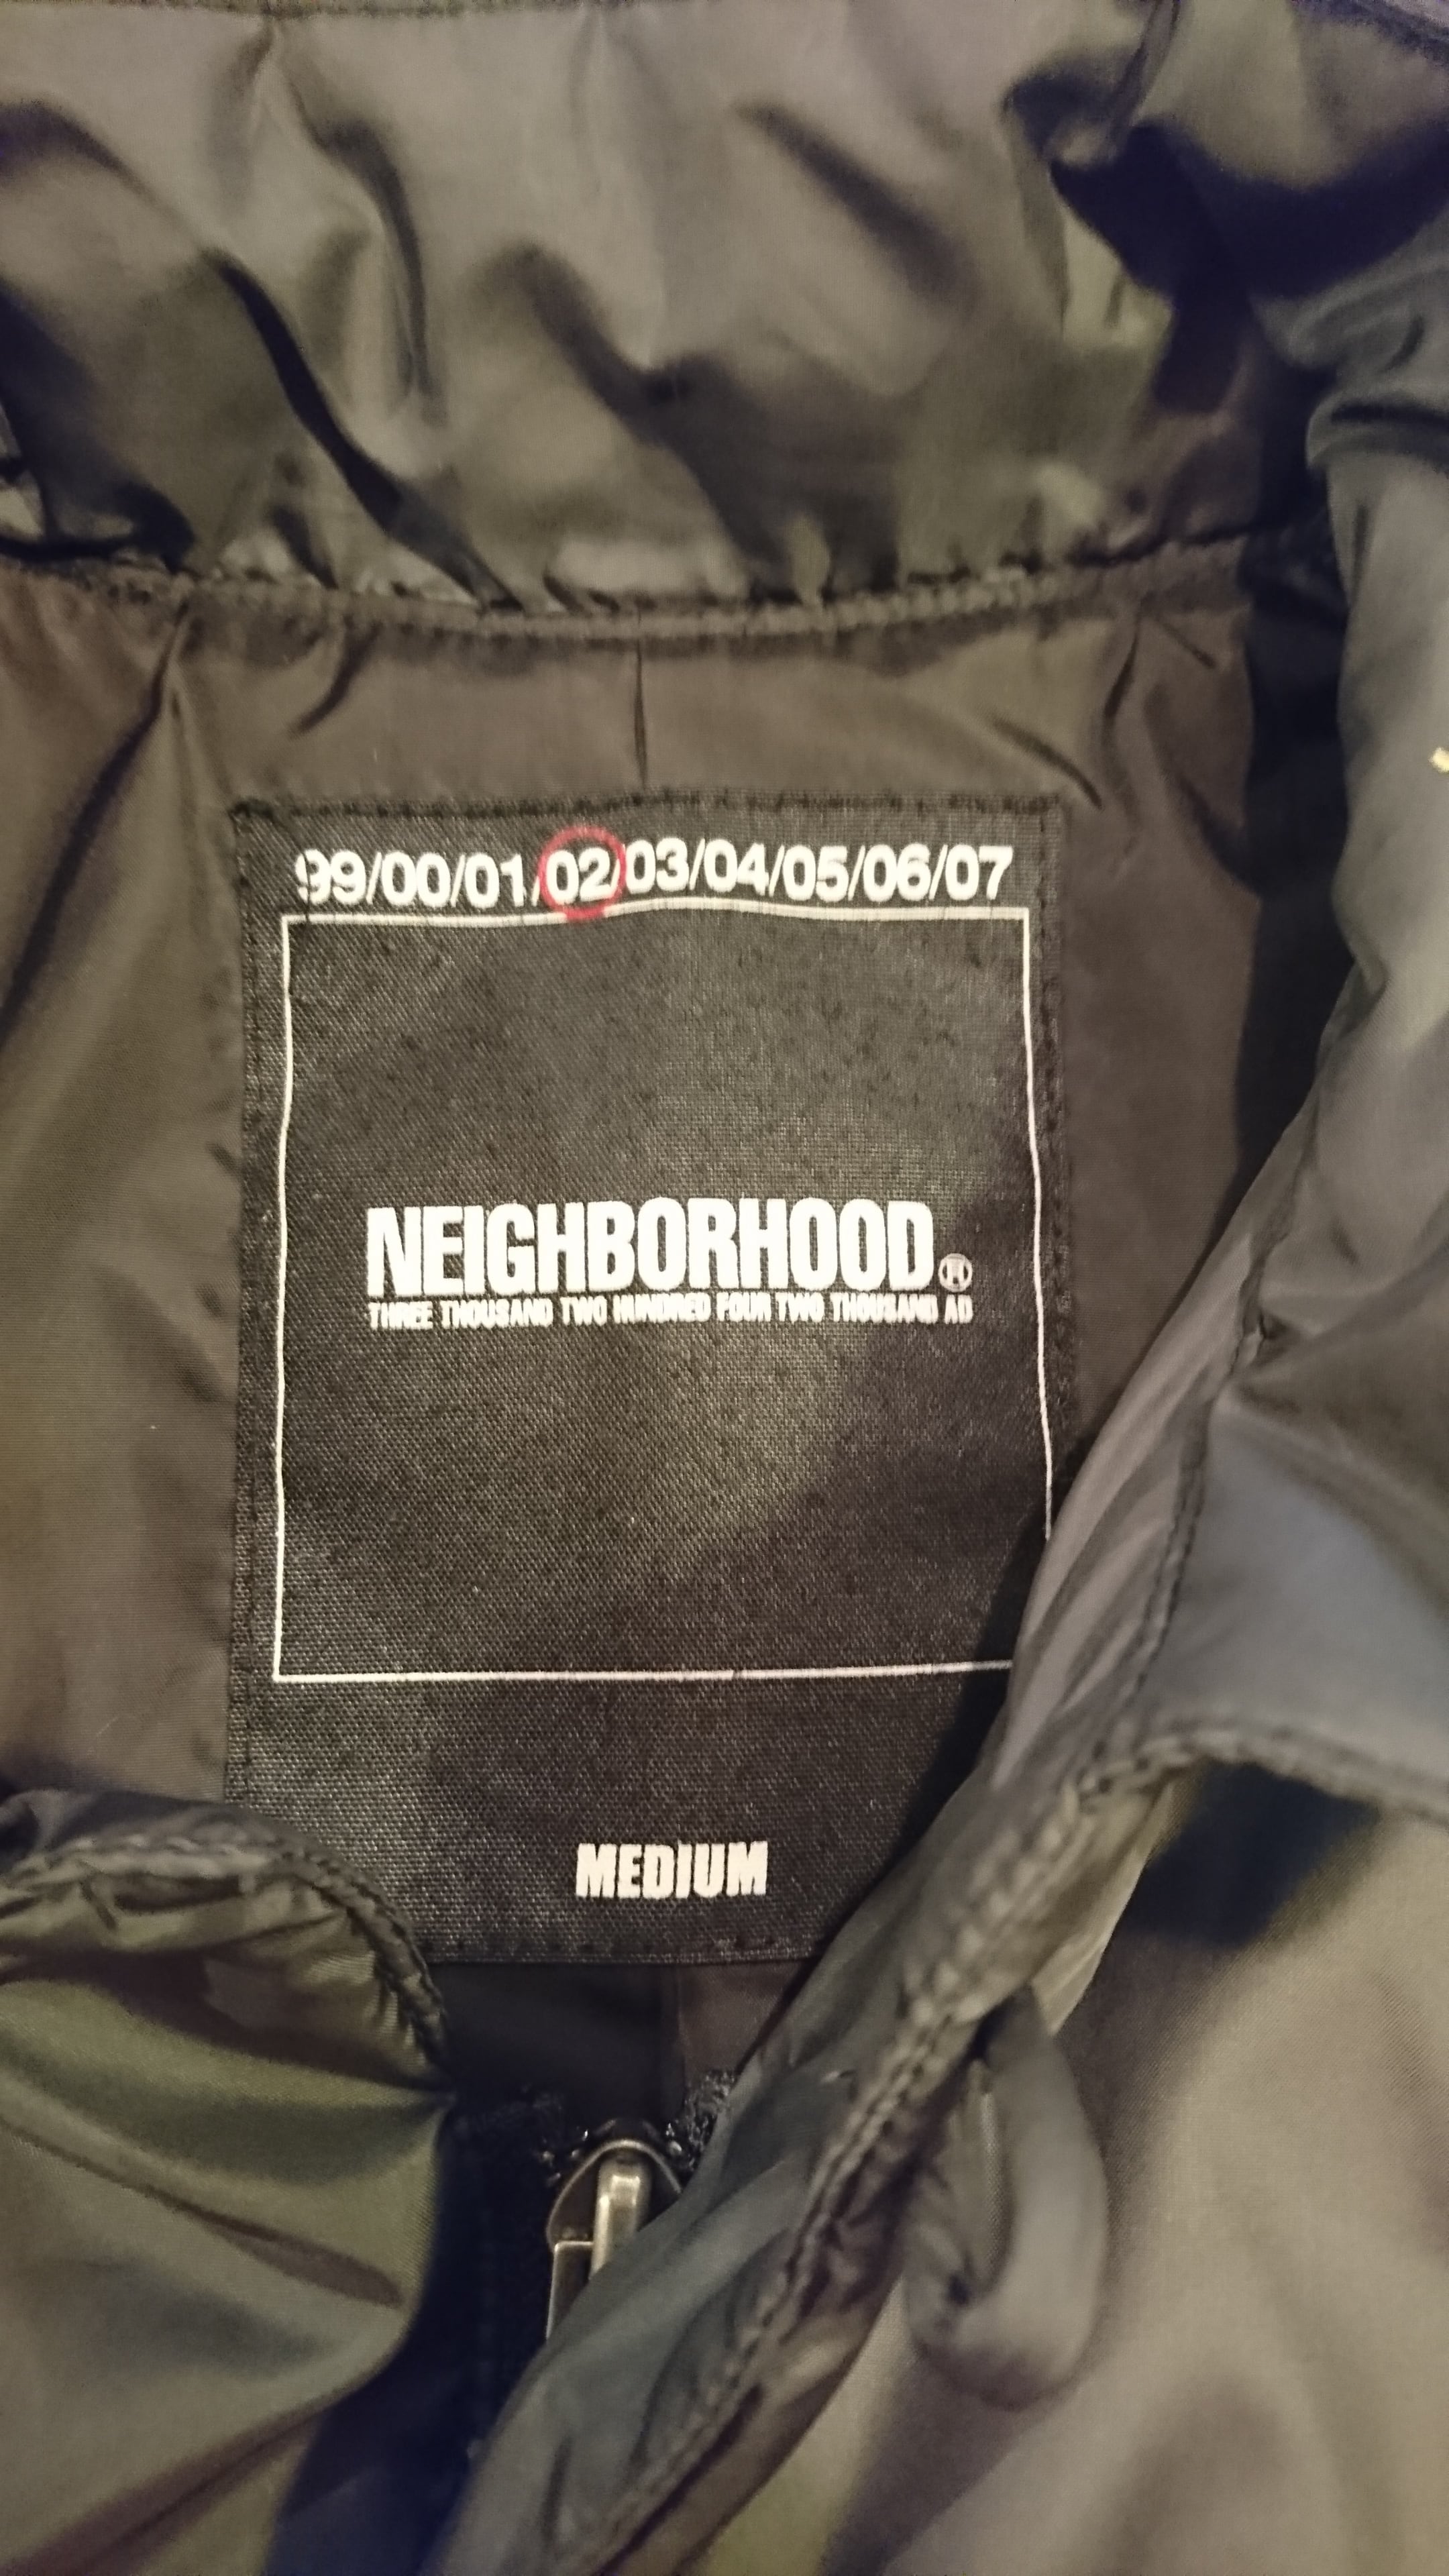 99/00/01/02/03/04/05/06/07
NEIGHBORHOOD
THREE THOUSAND TWO HUNDRED FOUR TWO THOUSAND AD
MEDIUM